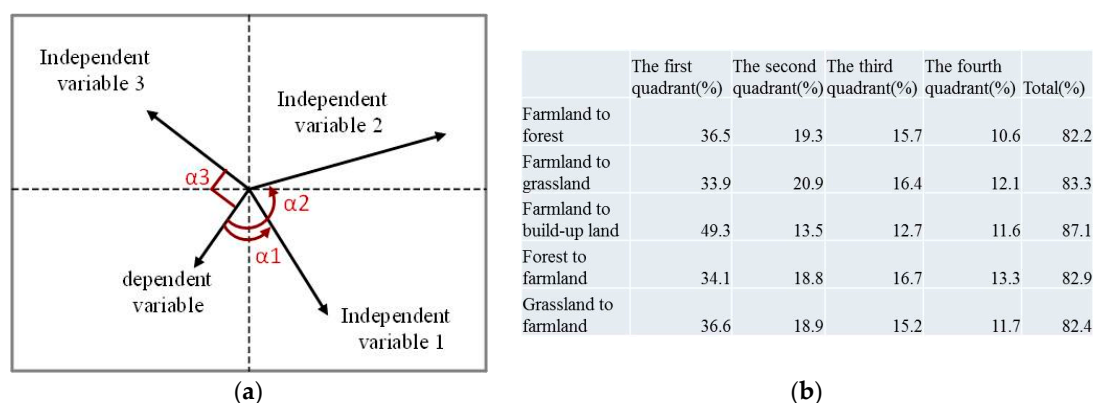 Independent
variable 3
Independent
variable 2
α3
α2
α1
dependent
variable
Independent
variable 1
(a)
The first quadrant(%) The second quadrant(%) The third quadrant(%) The fourth quadrant(%) Total(%)
Farmland to forest 36.5 19.3 15.7 10.6 82.2
Farmland to grassland 33.9 20.9 16.4 12.1 83.3
Farmland to build-up land 49.3 13.5 12.7 11.6 87.1
Forest to farmland 34.1 18.8 16.7 13.3 82.9
Grassland to farmland 36.6 18.9 15.2 11.7 82.4
(b)